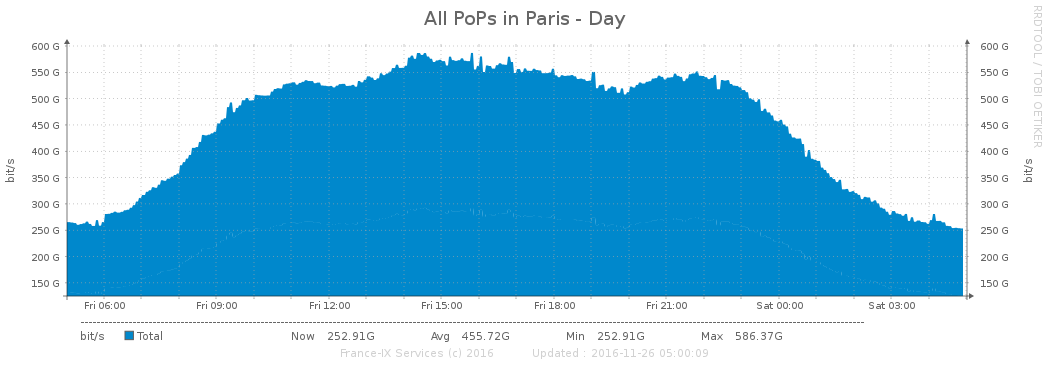 All PoPs in Paris - Day
RRDTOOL / TOBI OETIKER
600 G 600 G
550 G 550 G
500 G 500 G
450 G 450 G
400 G 400 G
350 G 350 G
300 G 300 G
250 G 250 G
200 G 200 G
150 G 150 G
bit/s bit/s
Fri 06:00 Fri 09:00 Fri 12:00 Fri 15:00 Fri 18:00 Fri 21:00 Sat 00:00 Sat 03:00
bit/s Total Now 252.91G Avg 455.72G Min 252.91G Max 586.37G
France-IX Services (c) 2016 Updated : 2016-11-26 05:00:09